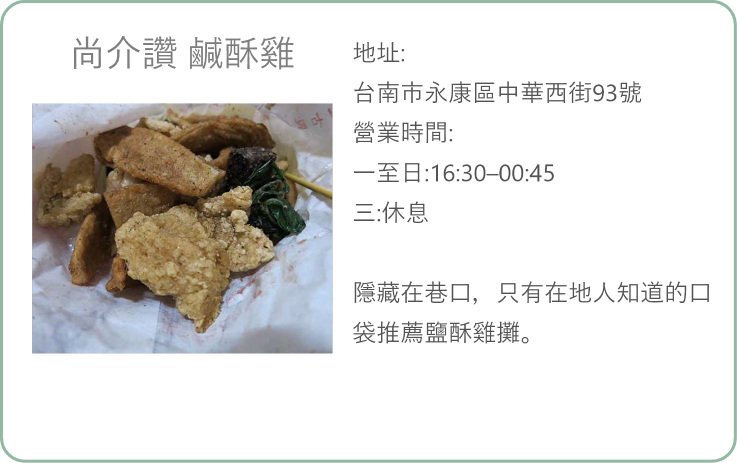 尚介讚 鹹酥雞
地址:
台南市永康區中華西街93號
營業時間:
一至日:16:30–00:45
三:休息
隱藏在巷口，只有在地人知道的口
袋推薦鹽酥雞攤。